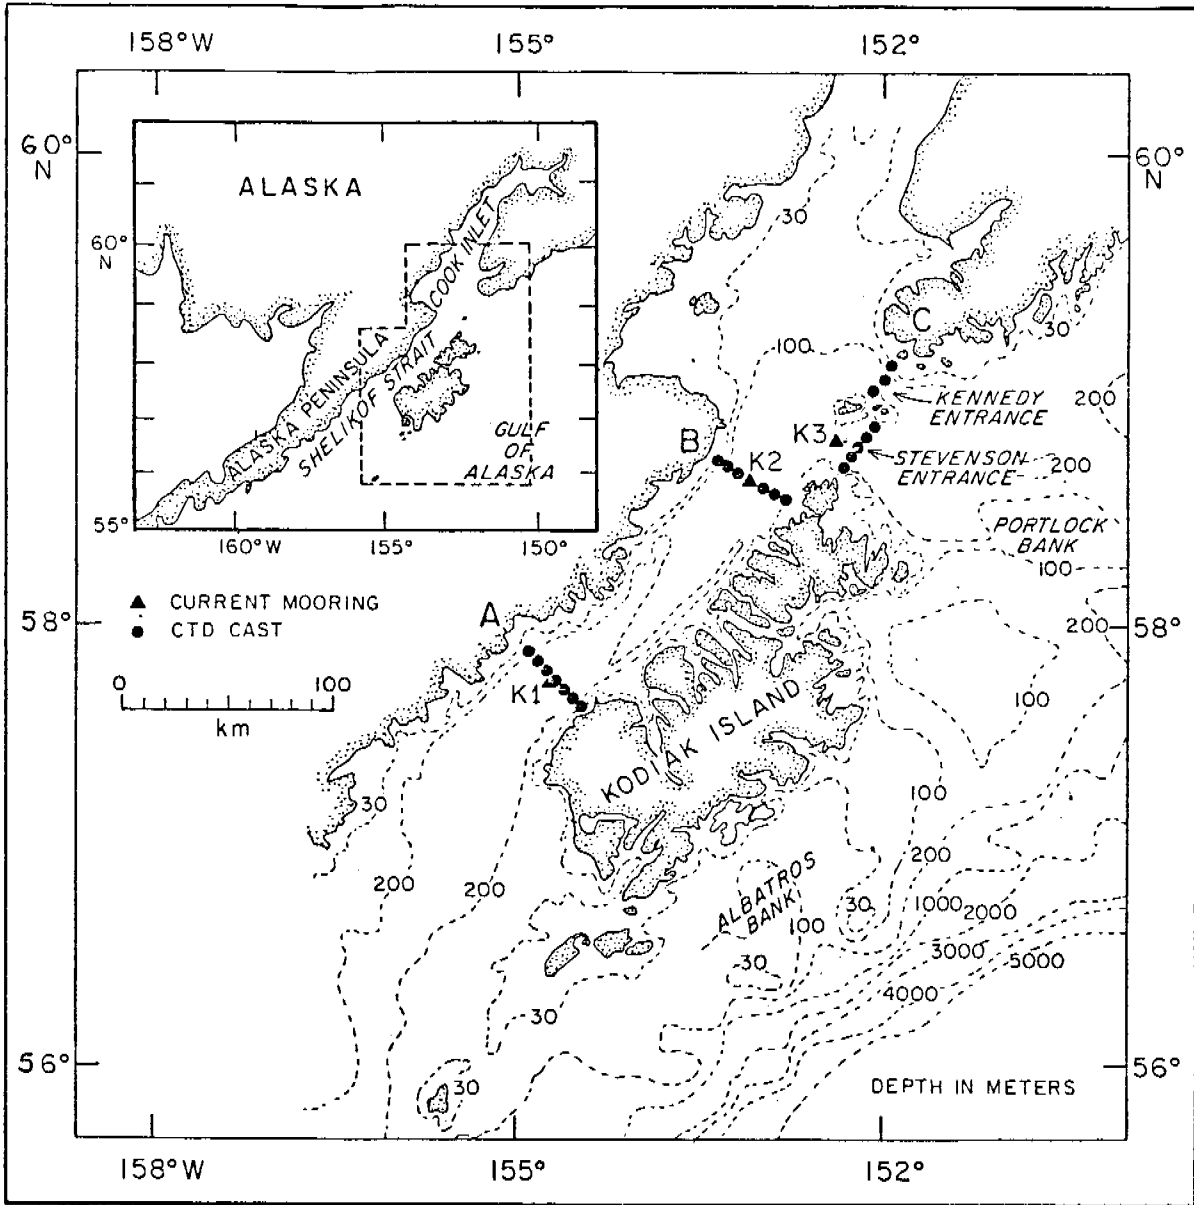 158°W 155° 152°
60°
N
60°
N
ALASKA
60°
N
COOK INLET
ALASKA PENINSULA
SHELIKOF STRAIT
GULF
OF
ALASKA
55°
160°W 155° 150°
30
C
30
100
200
KENNEDY
ENTRANCE
K3
B
K2
STEVENSON
ENTRANCE
200
PORTLOCK
BANK
100
CURRENT MOORING
CTD CAST
A
58°
200
58°
0 100
km
K1
100
KODIAK ISLAND
30
100
200
200
200
ALBATROS
BANK
30
1000
2000
100
3000
5000
30
4000
30
56°
30
DEPTH IN METERS
56°
158°W 155° 152°